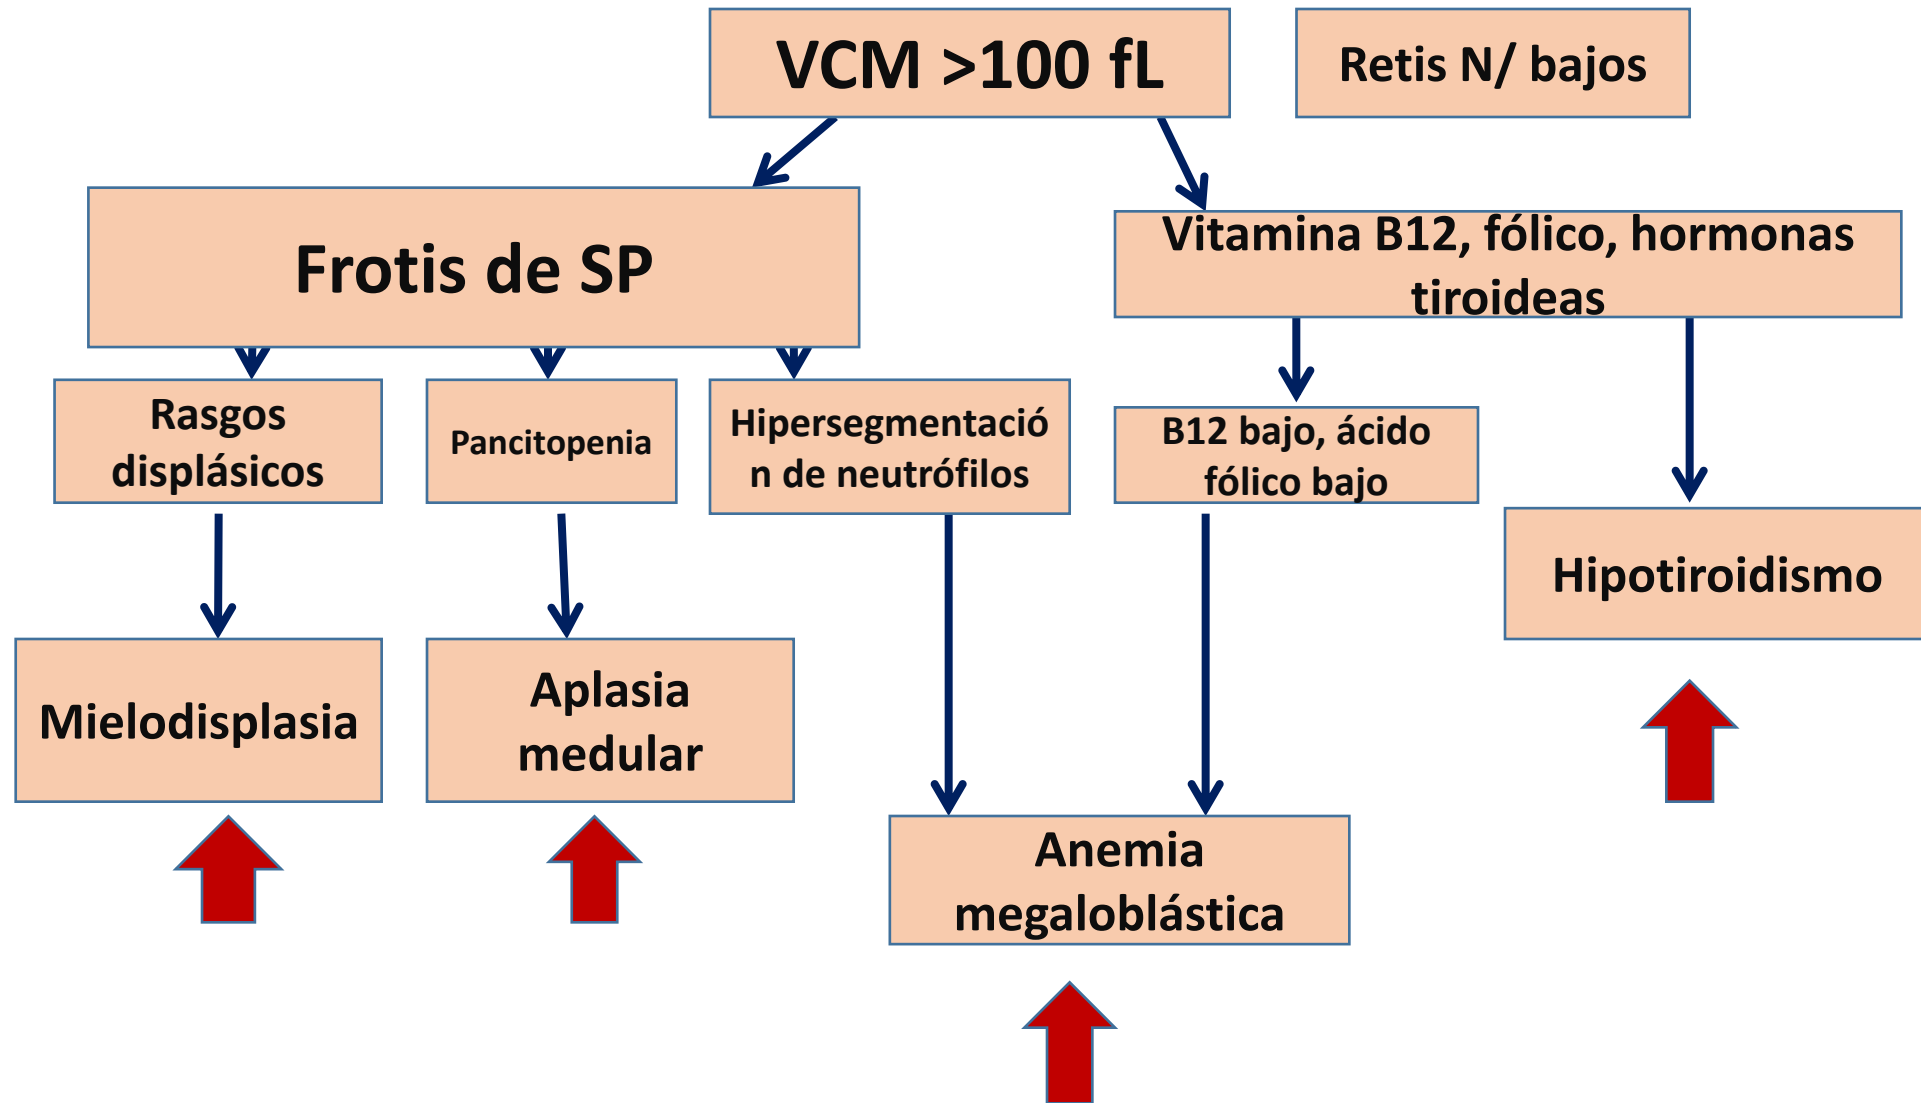 VCM >100 fL
Retis N/ bajos
Frotis de SP
Vitamina B12, fólico, hormonas
tiroideas
Rasgos
displásicos
Pancitopenia
Hipersegmentació
n de neutrófilos
B12 bajo, ácido
fólico bajo
Hipotiroidismo
Mielodisplasia
Aplasia
medular
Anemia
megaloblástica